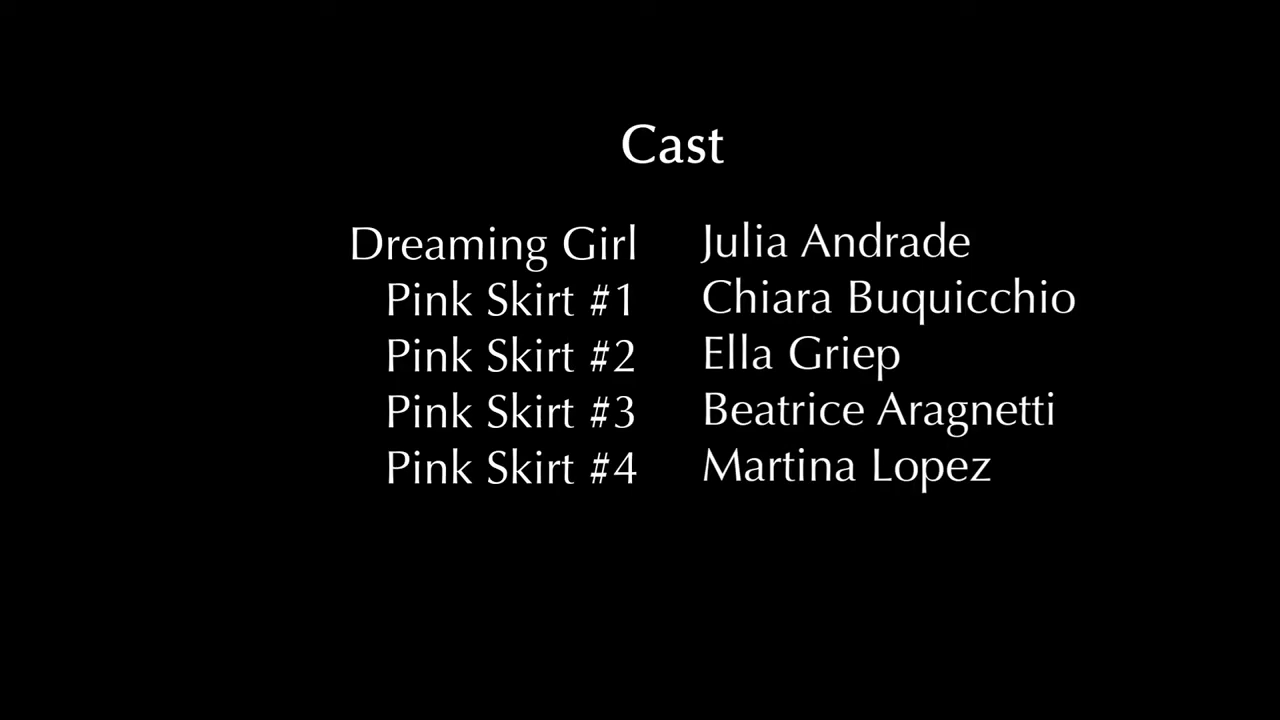 Cast
Dreaming Girl Julia Andrade
Pink Skirt #1 Chiara Buquicchio
Pink Skirt #2 Ella Griep
Pink Skirt #3 Beatrice Aragnetti
Pink Skirt #4 Martina Lopez